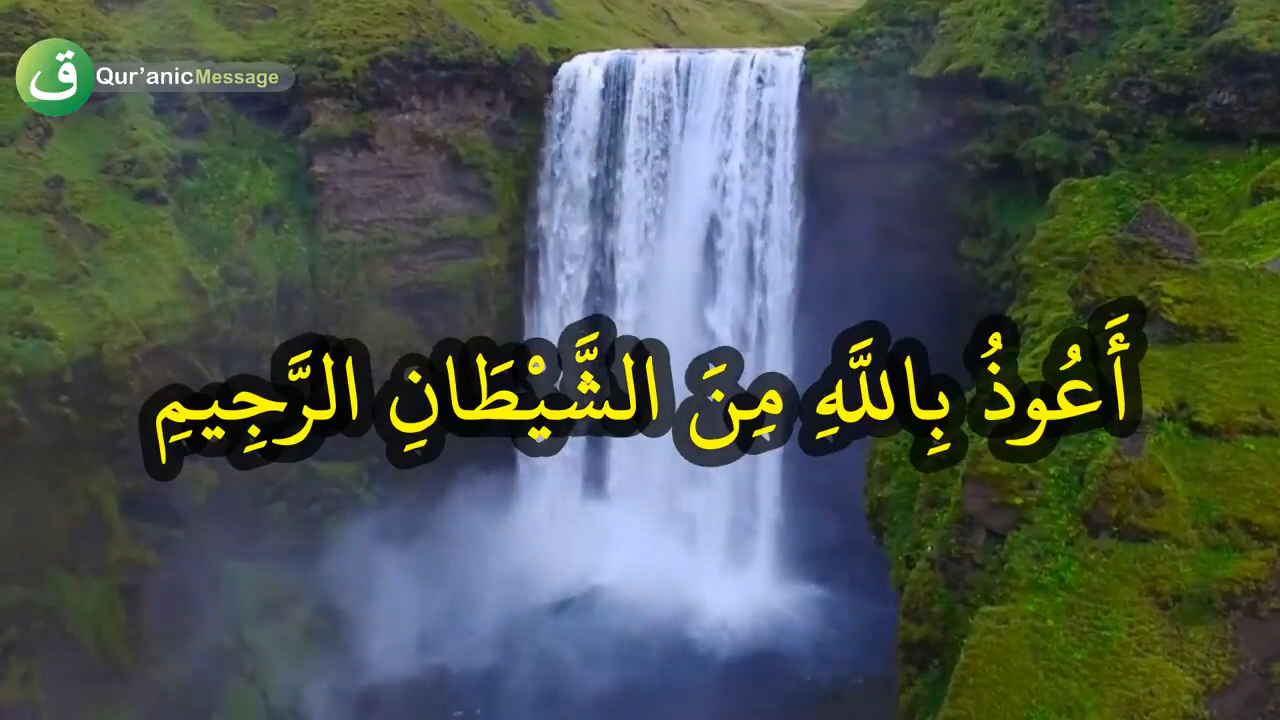 ق Qur’anicMessage
أَعُوذُ بِاللَّهِ مِنَ الشَّيْطَانِ الرَّجِيمِ